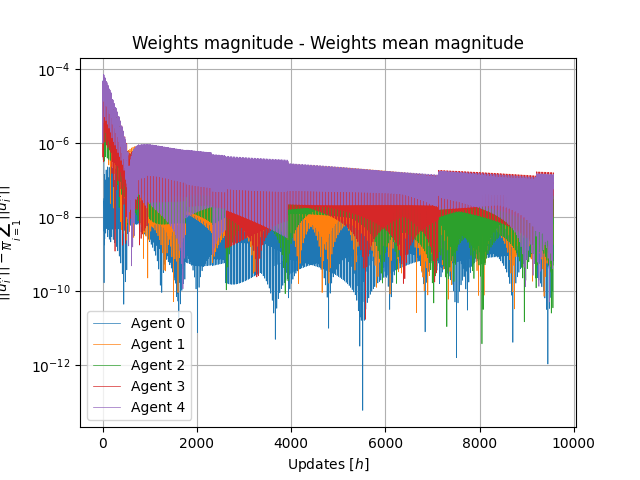 Weights magnitude - Weights mean magnitude
10⁻⁴
10⁻⁶
10⁻⁸
10⁻¹⁰
10⁻¹²
Agent 0
Agent 1
Agent 2
Agent 3
Agent 4
0
2000
4000
6000
8000
10000
Updates [h]